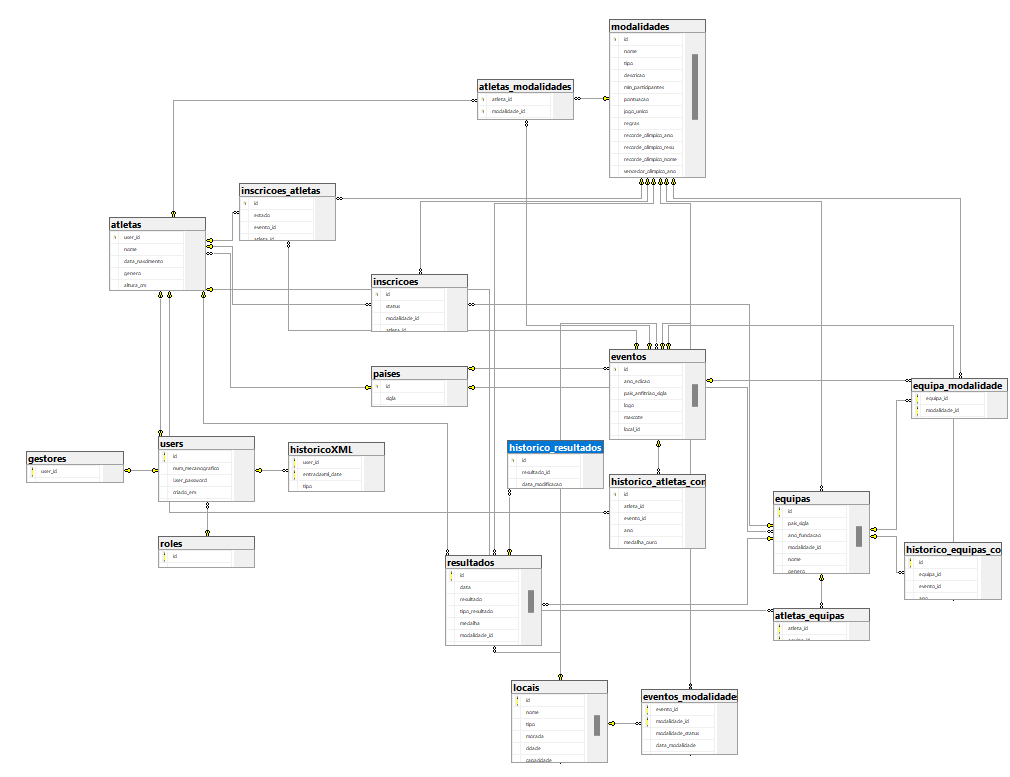 modalidades
id
nome
tipo
descricao
min_participantes
pontuacao
jogo_unico
regras
recorde_olimpico_ano
recorde_olimpico_resu
recorde_olimpico_nome
vencedor_olimpico_ano
atletas_modalidades
atleta_id
modalidade_id
inscricoes_atletas
id
estado
evento_id
atleta_id
atletas
user_id
nome
data_nascimento
genero
altura_cm
inscricoes
id
status
modalidade_id
atleta_id
eventos
id
ano_edicao
pais_anfitriao_sigla
logo
mascote
local_id
paises
id
sigla
equipa_modalidade
equipa_id
modalidade_id
users
id
num_mecanografico
user_password
criado_em
historicoXML
user_id
entradaxml_date
tipo
gestores
user_id
historico_resultados
id
resultado_id
data_modificacao
historico_atletas_con
id
atleta_id
evento_id
ano
medalha_ouro
equipas
id
pais_sigla
ano_fundacao
modalidade_id
nome
genero
roles
id
historico_equipas_co
id
equipa_id
evento_id
ano
resultados
id
data
resultado
tipo_resultado
medalha
modalidade_id
atletas_equipas
atleta_id
equipa_id
locais
id
nome
tipo
morada
cidade
capacidade
eventos_modalidades
evento_id
modalidade_id
modalidade_status
data_modalidade